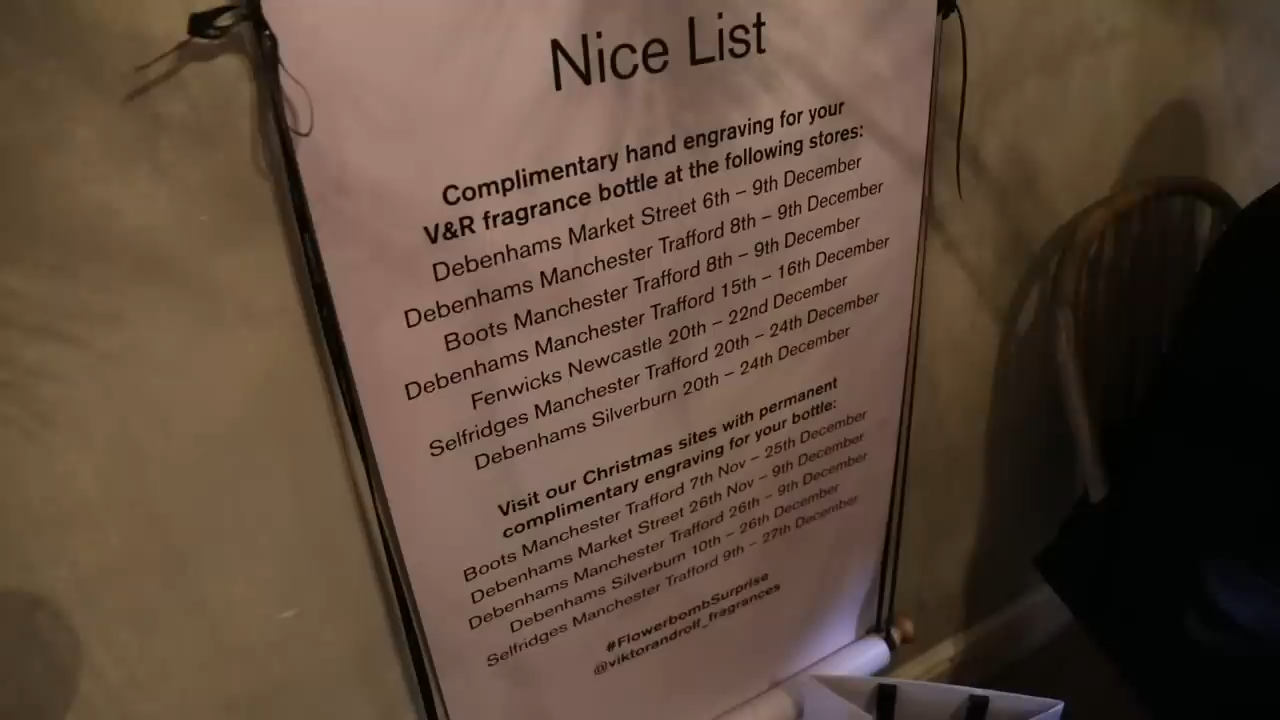 Nice List
Complimentary hand engraving for your
V&R fragrance bottle at the following stores:
Debenhams Market Street 6th – 9th December
Debenhams Manchester Trafford 8th – 9th December
Boots Manchester Trafford 8th – 9th December
Debenhams Manchester Trafford 15th – 16th December
Fenwicks Newcastle 20th – 22nd December
Selfridges Manchester Trafford 20th – 24th December
Debenhams Silverburn 20th – 24th December
Visit our Christmas sites with permanent
complimentary engraving for your bottle:
Boots Manchester Trafford 7th Nov – 25th December
Debenhams Market Street 26th Nov – 9th December
Debenhams Manchester Trafford 26th – 9th December
Debenhams Silverburn 10th – 26th December
Selfridges Manchester Trafford 9th – 27th December
#FlowerbombSurprise
@viktorandrolf_fragrances